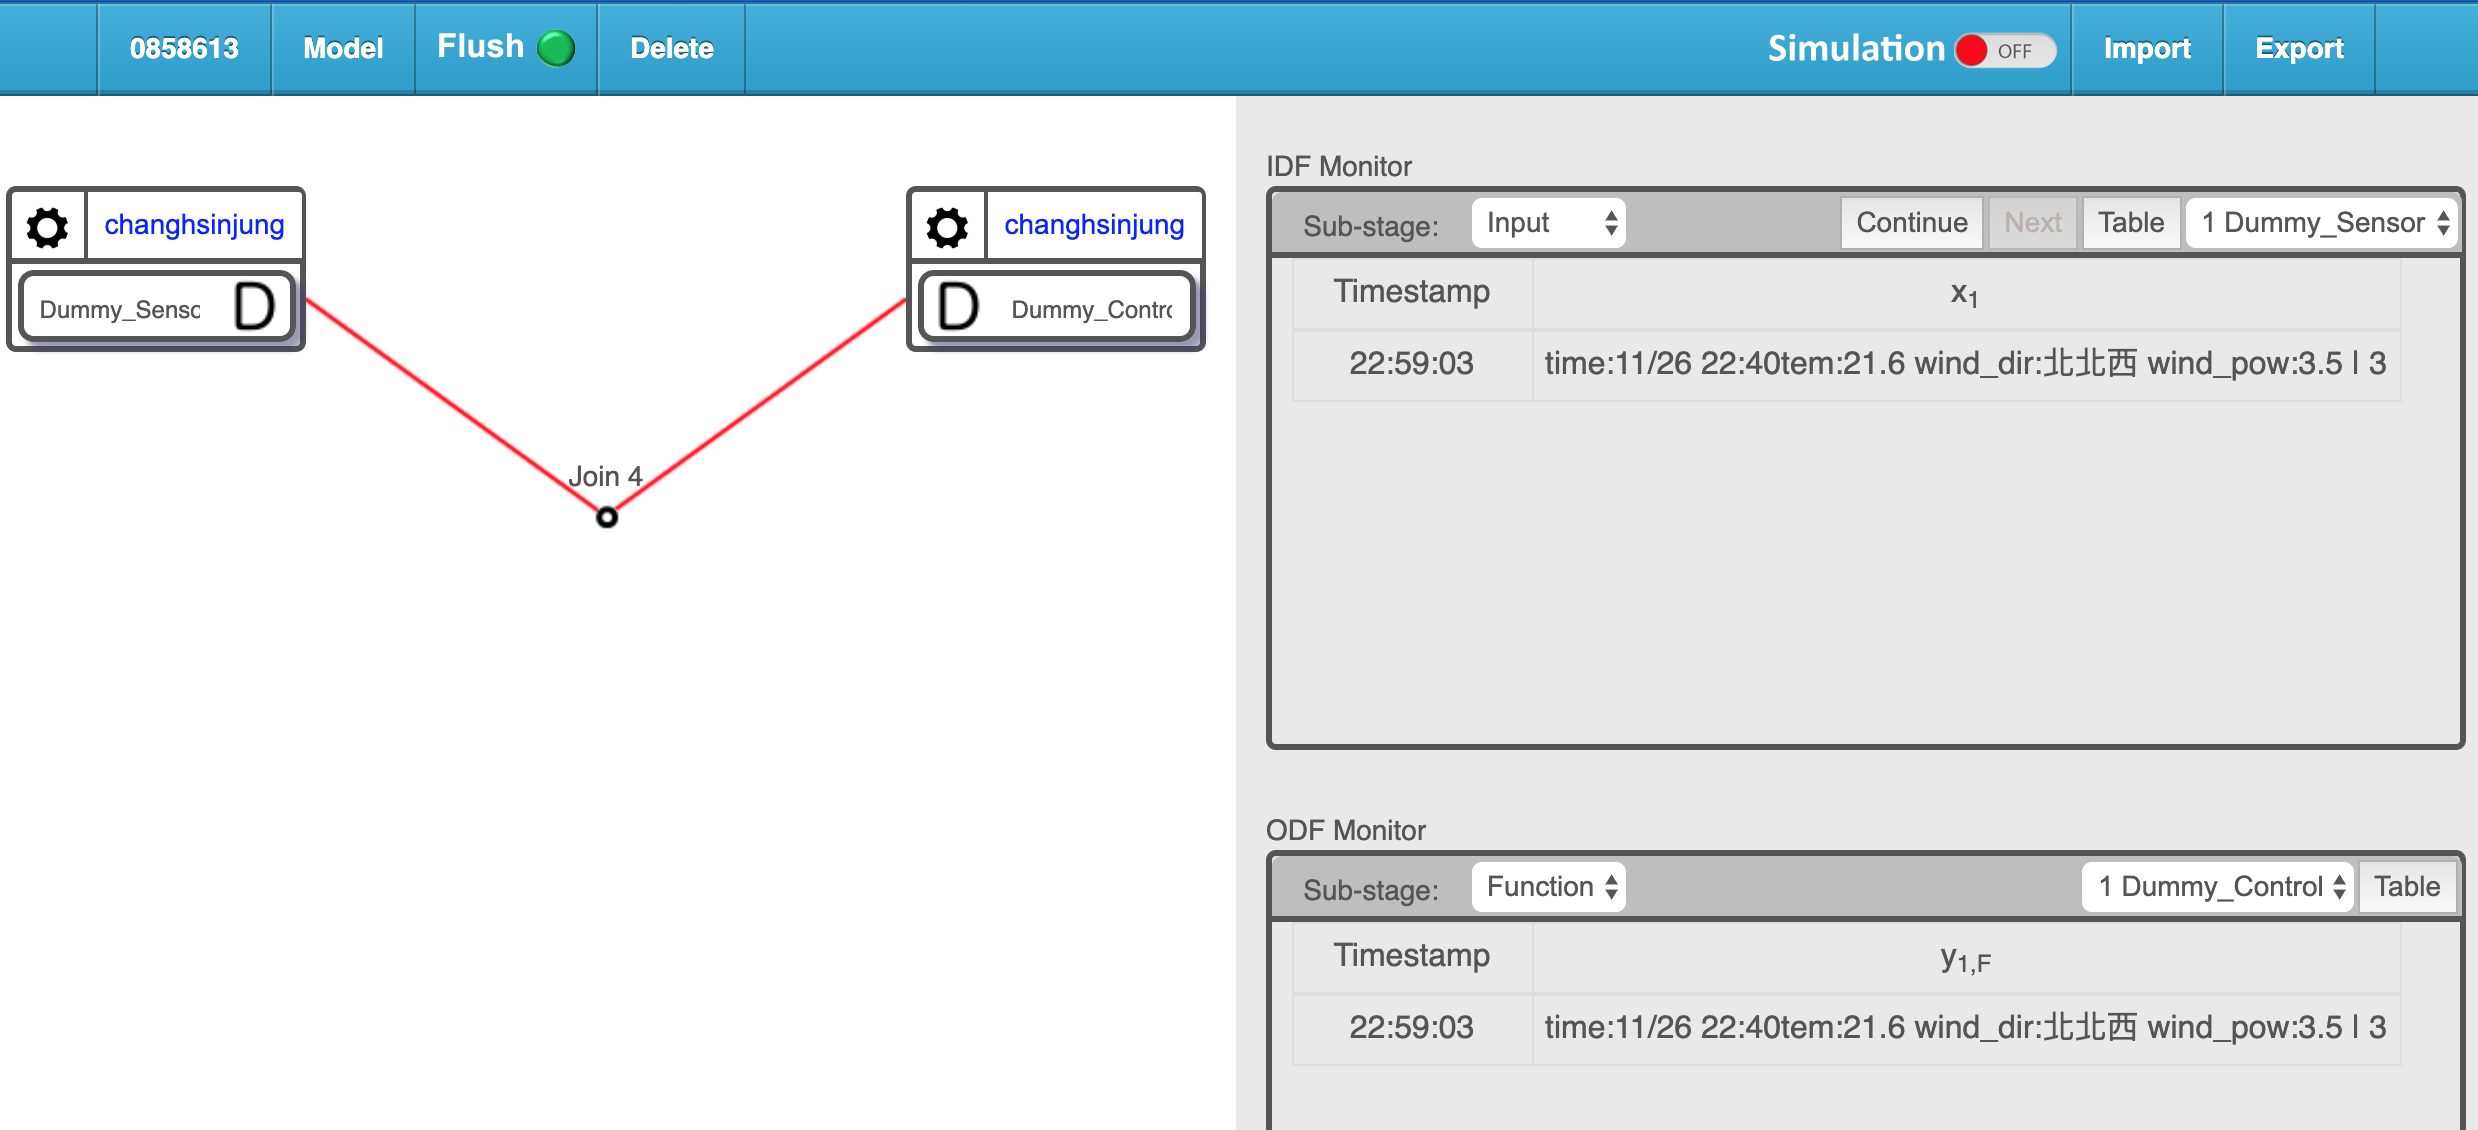 0858613 Model Flush Delete Simulation OFF Import Export
changhsinjung
Dummy_Sensc D
changhsinjung
D Dummy_Contrc
Join 4
IDF Monitor
Sub-stage: Input Continue Next Table 1 Dummy_Sensor
Timestamp x1
22:59:03 time:11/26 22:40tem:21.6 wind_dir:北北西 wind_pow:3.5 | 3
ODF Monitor
Sub-stage: Function 1 Dummy_Control Table
Timestamp y1,F
22:59:03 time:11/26 22:40tem:21.6 wind_dir:北北西 wind_pow:3.5 | 3